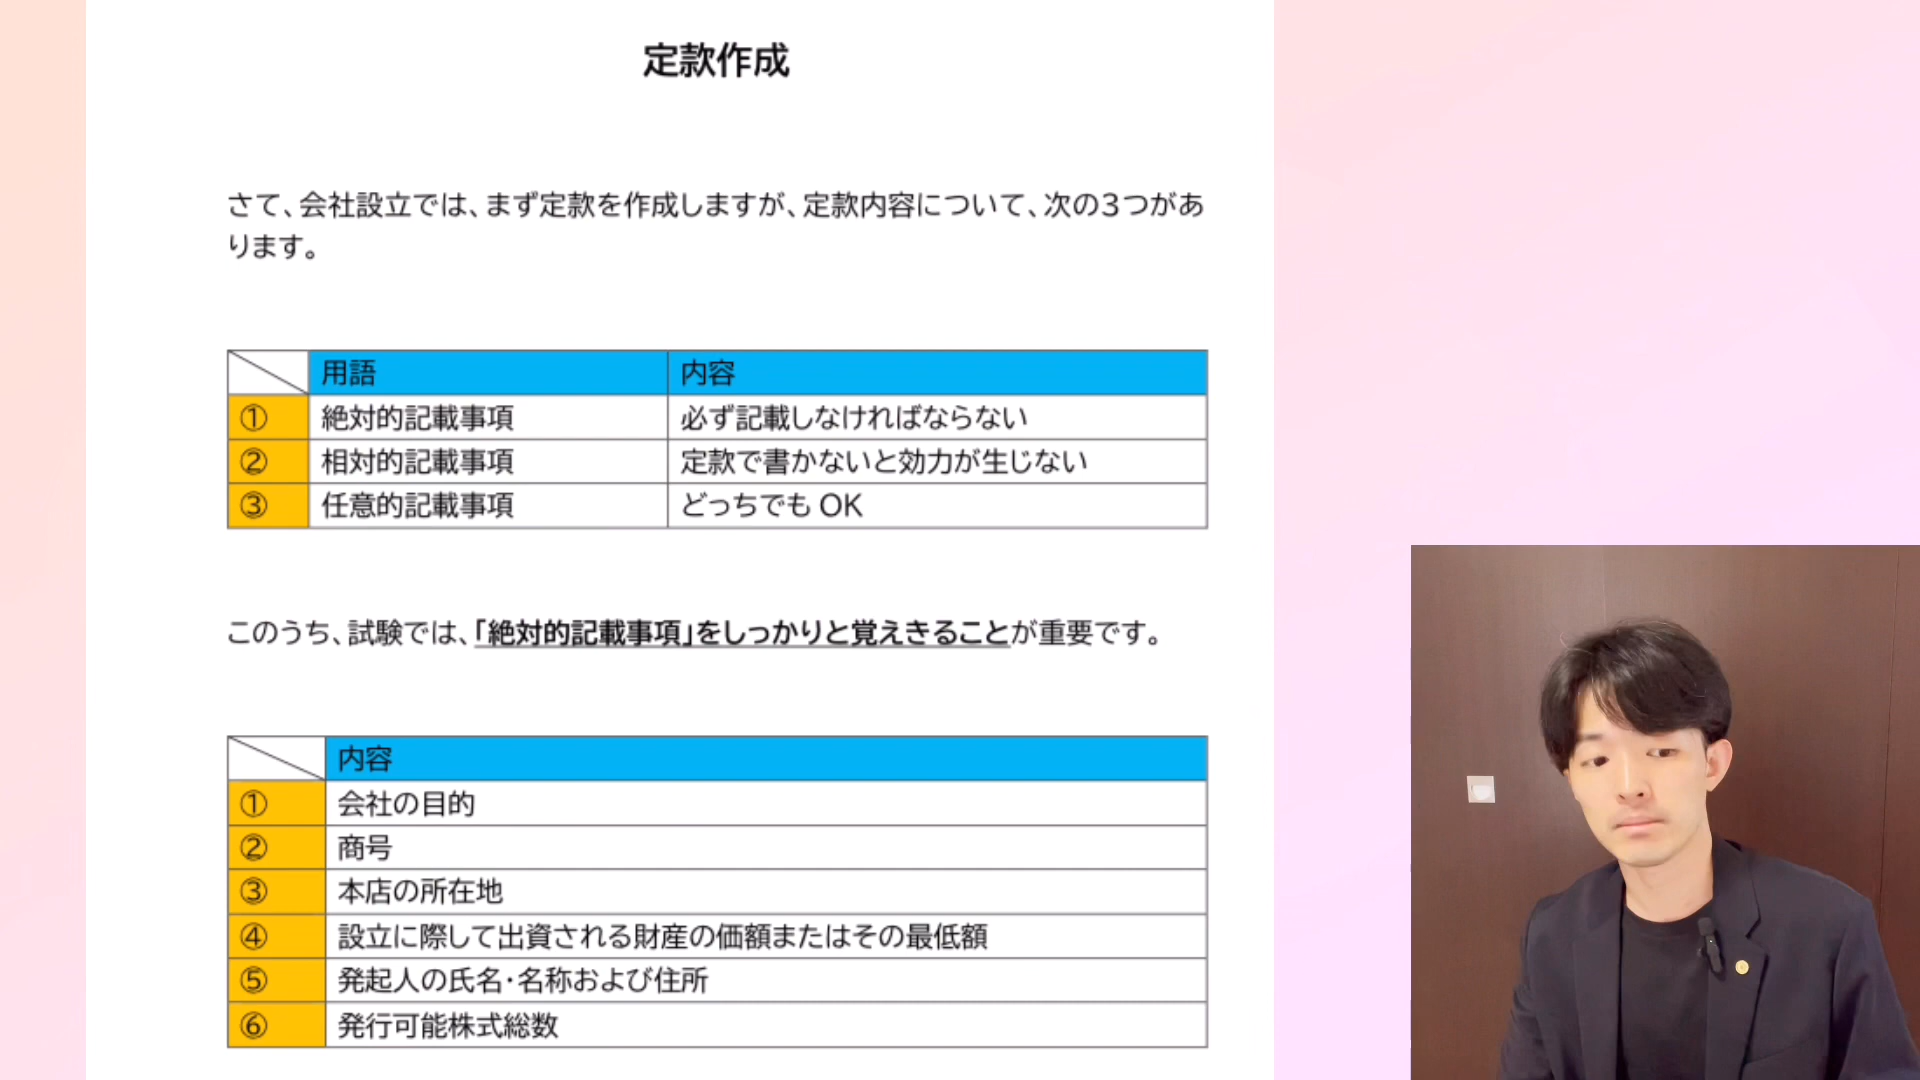 定款作成
さて、会社設立では、まず定款を作成しますが、定款内容について、次の3つがあ
ります。
用語 内容
① 絶対的記載事項 必ず記載しなければならない
② 相対的記載事項 定款で書かないと効力が生じない
③ 任意的記載事項 どっちでも OK
このうち、試験では、「絶対的記載事項」をしっかりと覚えきることが重要です。
内容
① 会社の目的
② 商号
③ 本店の所在地
④ 設立に際して出資される財産の価額またはその最低額
⑤ 発起人の氏名・名称および住所
⑥ 発行可能株式総数